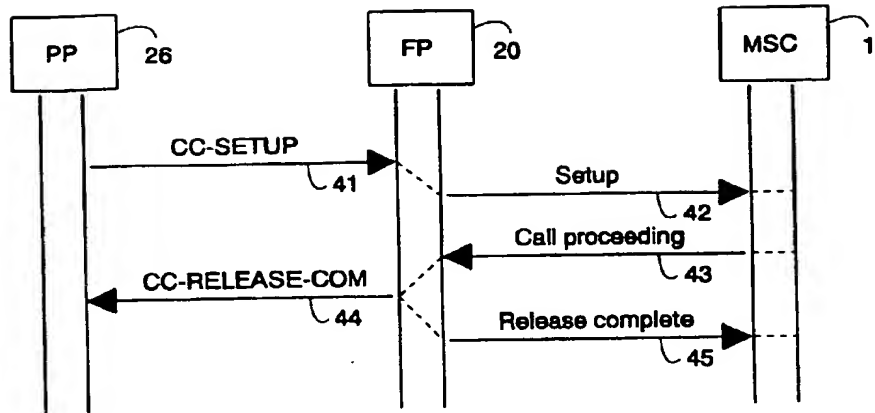 PP 26 FP 20 MSC 1
CC-SETUP
41
Setup
42
Call proceeding
43
CC-RELEASE-COM
44
Release complete
45